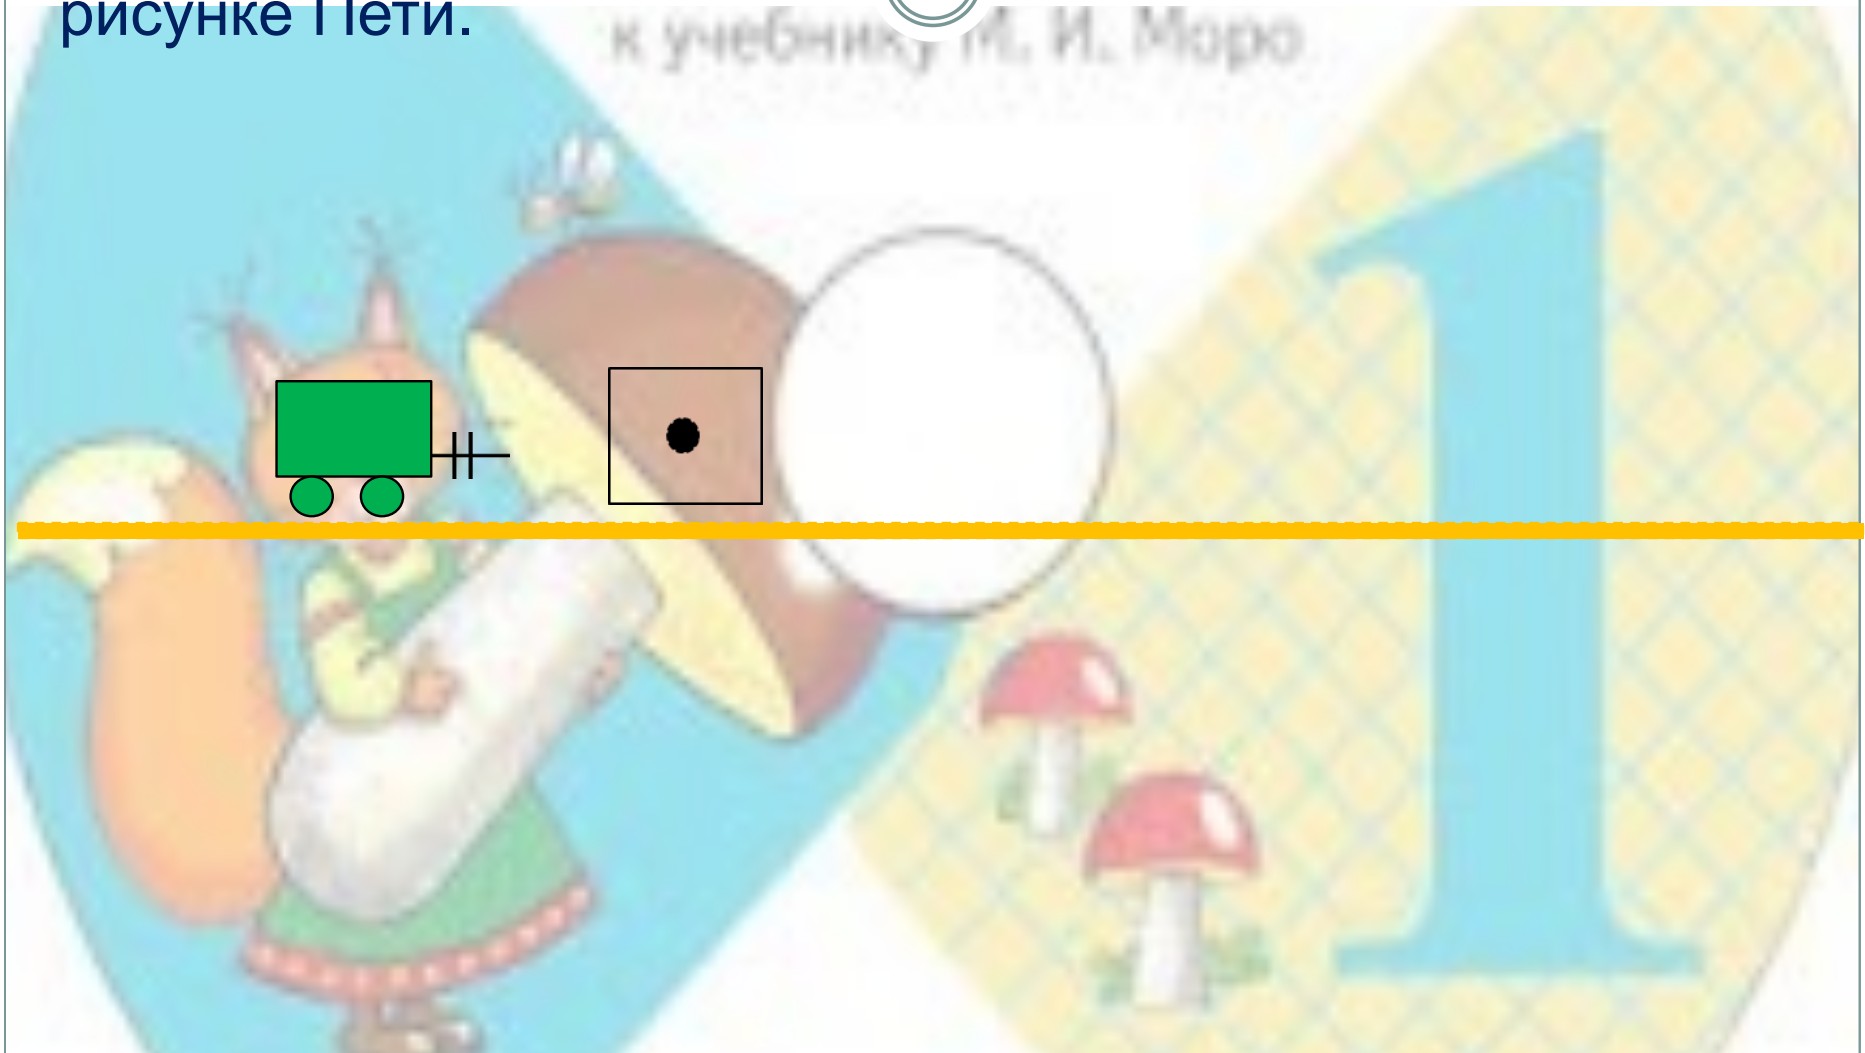 рисунке Пети.
к учебнику М. И. Моро
1